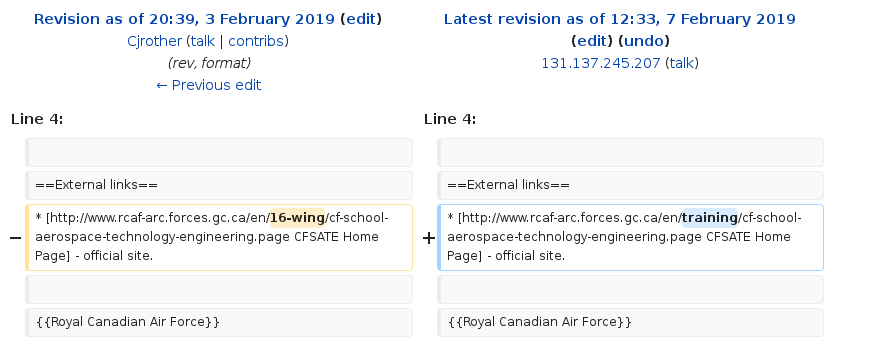 Revision as of 20:39, 3 February 2019 (edit)
Cjrother (talk | contribs)
(rev, format)
← Previous edit
Latest revision as of 12:33, 7 February 2019
(edit) (undo)
131.137.245.207 (talk)
Line 4:
Line 4:
==External links==
==External links==
− * [http://www.rcaf-arc.forces.gc.ca/en/16-wing/cf-school-
aerospace-technology-engineering.page CFSATE Home
Page] - official site.
+ * [http://www.rcaf-arc.forces.gc.ca/en/training/cf-school-
aerospace-technology-engineering.page CFSATE Home
Page] - official site.
{{Royal Canadian Air Force}}
{{Royal Canadian Air Force}}